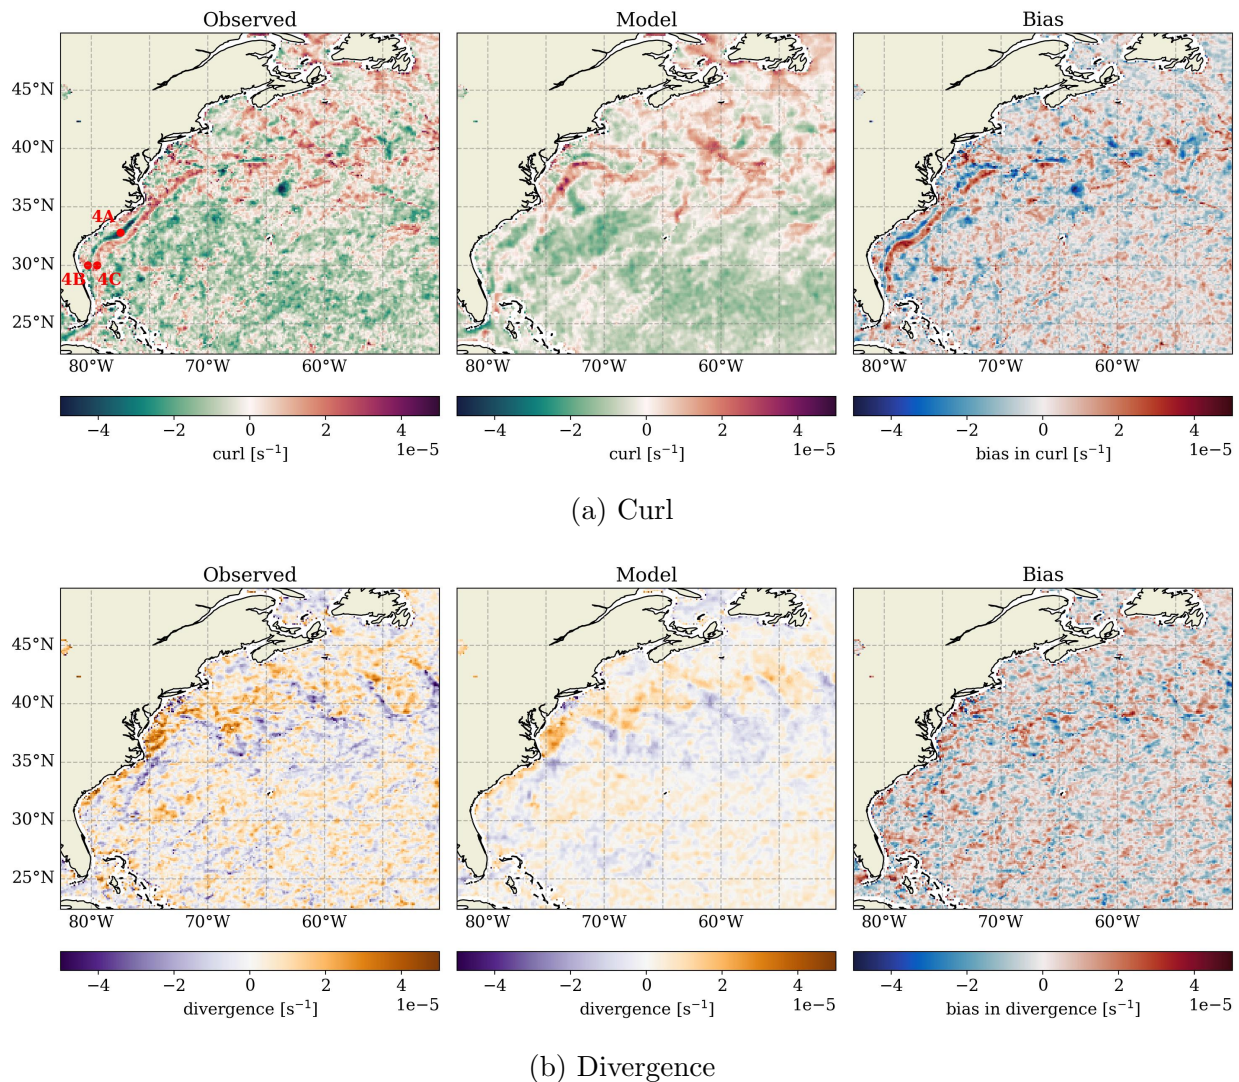 Observed Model Bias
45°N
40°N
35°N
30°N
25°N
4A
4B 4C
80°W 70°W 60°W 80°W 70°W 60°W 80°W 70°W 60°W
−4 −2 0 2 4 −4 −2 0 2 4 −4 −2 0 2 4
curl [s⁻¹] 1e−5 curl [s⁻¹] 1e−5 bias in curl [s⁻¹] 1e−5
(a) Curl
Observed Model Bias
45°N
40°N
35°N
30°N
25°N
80°W 70°W 60°W 80°W 70°W 60°W 80°W 70°W 60°W
−4 −2 0 2 4 −4 −2 0 2 4 −4 −2 0 2 4
divergence [s⁻¹] 1e−5 divergence [s⁻¹] 1e−5 bias in divergence [s⁻¹] 1e−5
(b) Divergence